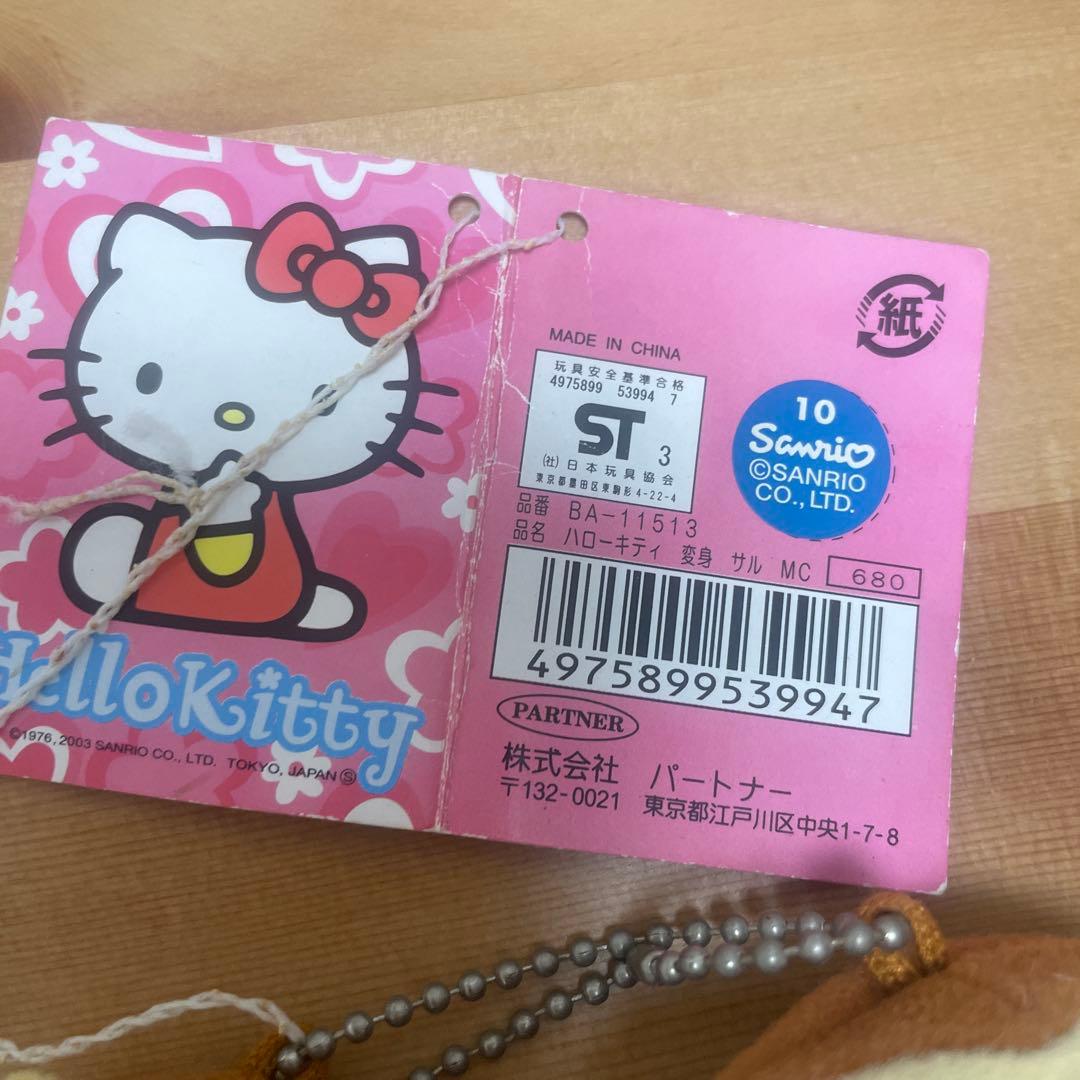 HelloKitty
©1976, 2003 SANRIO CO., LTD. TOKYO, JAPAN Ⓢ
紙
MADE IN CHINA
玩具安全基準合格
4975899 53994 7
ST 3
(社)日本玩具協会
東京都墨田区東駒形4-22-4
10
Sanrio
©SANRIO
CO., LTD.
品番 BA-11513
品名 ハローキティ 変身 サル MC 680
4975899539947
PARTNER
株式会社 パートナー
〒132-0021 東京都江戸川区中央1-7-8